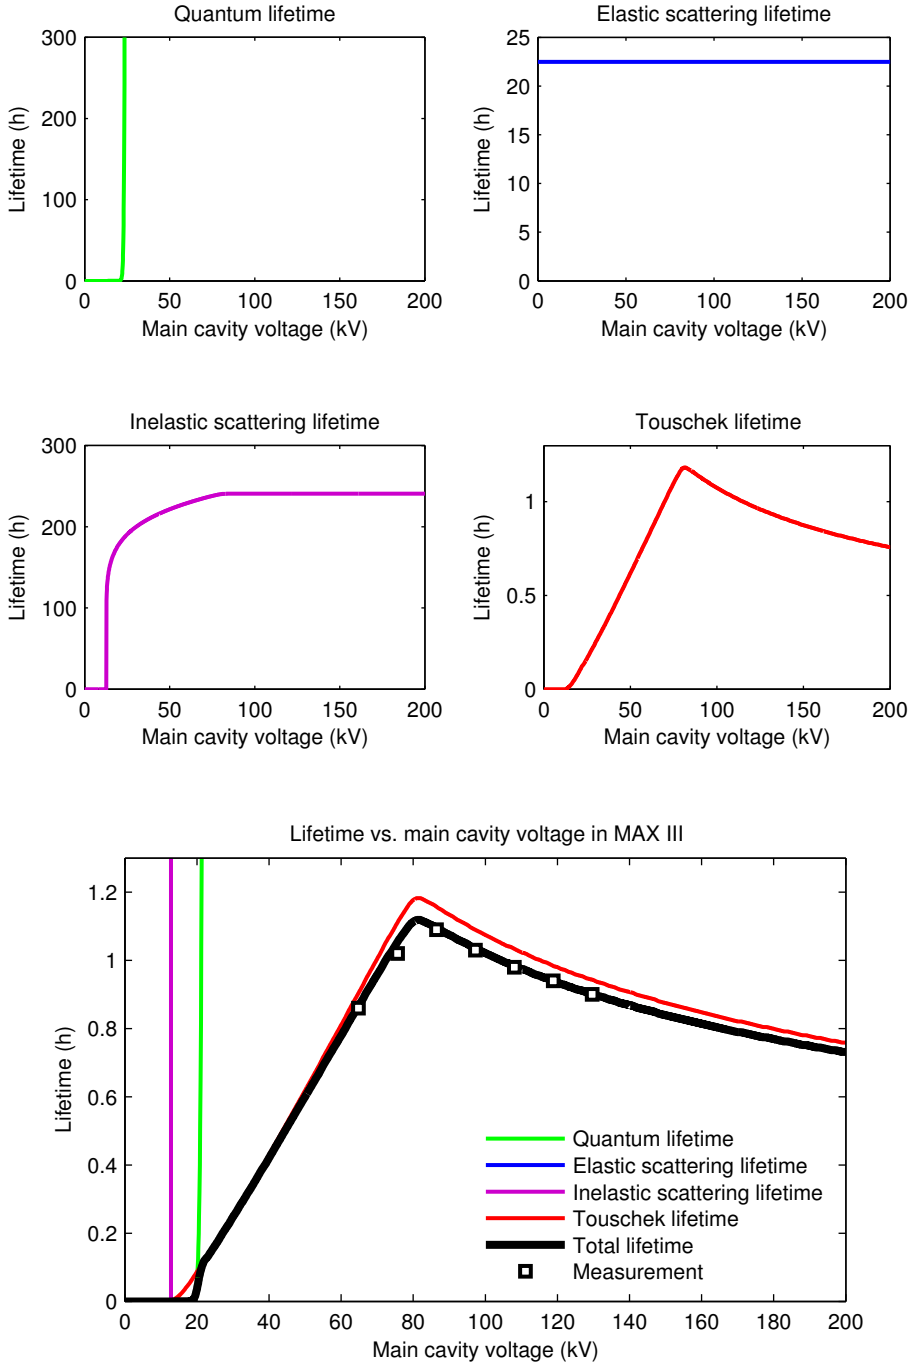 Quantum lifetime
300
200
100
0
Lifetime (h)
0 50 100 150 200
Main cavity voltage (kV)
Elastic scattering lifetime
25
20
15
10
5
0
Lifetime (h)
0 50 100 150 200
Main cavity voltage (kV)
Inelastic scattering lifetime
300
200
100
0
Lifetime (h)
0 50 100 150 200
Main cavity voltage (kV)
Touschek lifetime
1
0.5
0
Lifetime (h)
0 50 100 150 200
Main cavity voltage (kV)
Lifetime vs. main cavity voltage in MAX III
1.2
1
0.8
0.6
0.4
0.2
0
Lifetime (h)
Quantum lifetime
Elastic scattering lifetime
Inelastic scattering lifetime
Touschek lifetime
Total lifetime
Measurement
0 20 40 60 80 100 120 140 160 180 200
Main cavity voltage (kV)